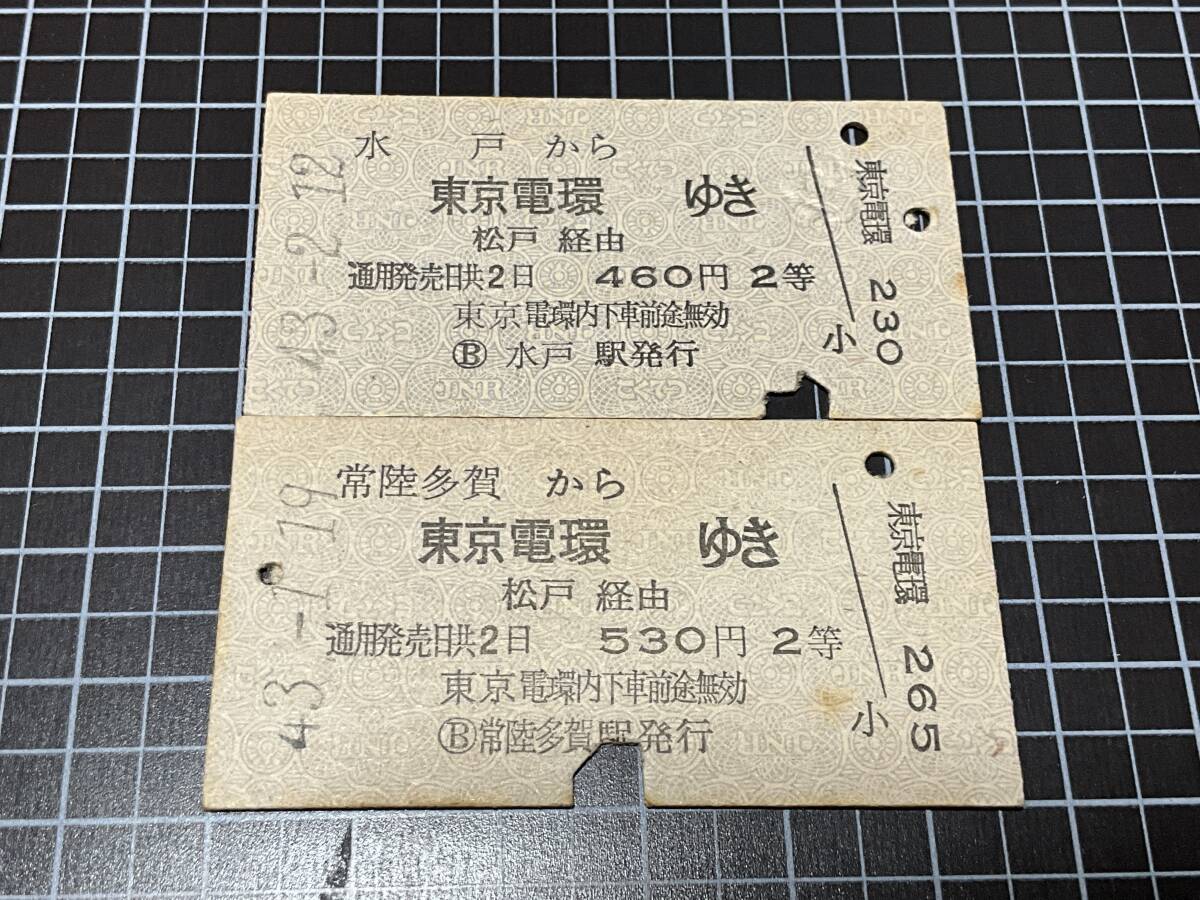 43-2-12
水戸から
東京電環 ゆき
松戸 経由
通用発売日共2日 460円 2等
東京電環内下車前途無効
Ⓑ 水戸 駅発行
東京電環 230
小
43-1-19
常陸多賀 から
東京電環 ゆき
松戸 経由
通用発売日共2日 530円 2等
東京電環内下車前途無効
Ⓑ常陸多賀駅発行
東京電環 265
小